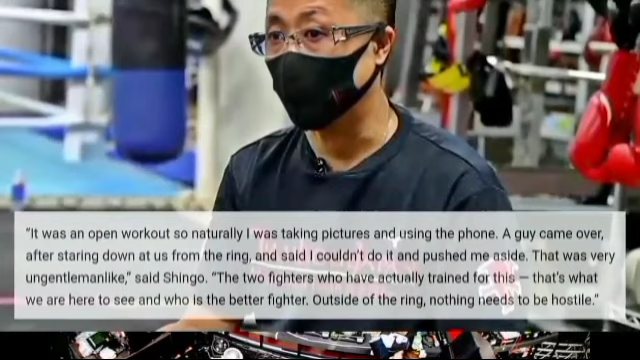 “It was an open workout so naturally I was taking pictures and using the phone. A guy came over,
after staring down at us from the ring, and said I couldn’t do it and pushed me aside. That was very
ungentlemanlike,” said Shingo. “The two fighters who have actually trained for this — that’s what
we are here to see and who is the better fighter. Outside of the ring, nothing needs to be hostile.”